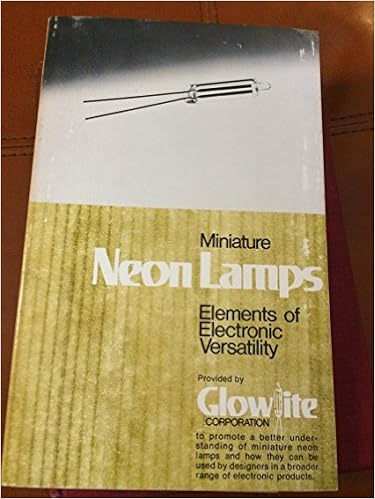 Miniature
Neon Lamps
Elements of
Electronic
Versatility
Provided by
Glowlite
CORPORATION
to promote a better under-
standing of miniature neon
lamps and how they can be
used by designers in a broader
range of electronic products.